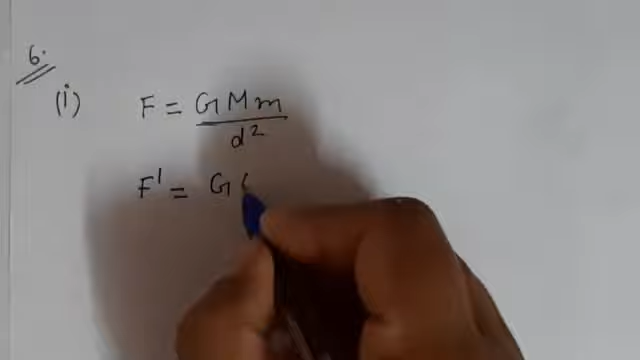 6.
(i) F = GMm/d²
F' = G(